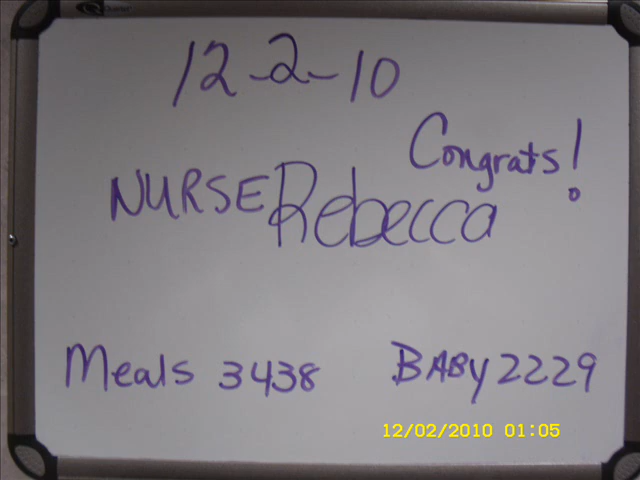 12-2-10
Congrats!
NURSE Rebecca
Meals 3438 BABY 2229
12/02/2010 01:05